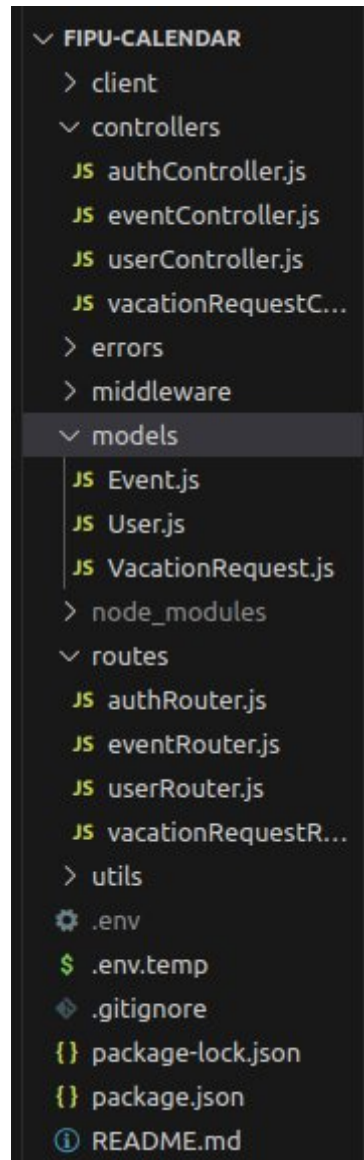 FIPU-CALENDAR
client
controllers
JS authController.js
JS eventController.js
JS userController.js
JS vacationRequestC...
errors
middleware
models
JS Event.js
JS User.js
JS VacationRequest.js
node_modules
routes
JS authRouter.js
JS eventRouter.js
JS userRouter.js
JS vacationRequestR...
utils
.env
$ .env.temp
.gitignore
{} package-lock.json
{} package.json
README.md